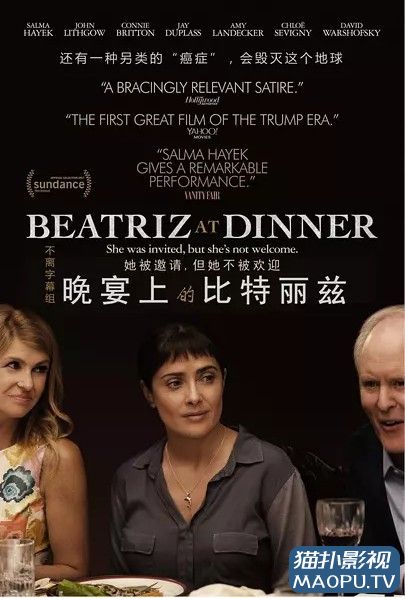 SALMA HAYEK JOHN LITHGOW CONNIE BRITTON JAY DUPLASS AMY LANDECKER CHLOË SEVIGNY DAVID WARSHOFSKY
还有一种另类的“癌症”，会毁灭这个地球
“A BRACINGLY RELEVANT SATIRE.”
Hollywood
“THE FIRST GREAT FILM OF THE TRUMP ERA.”
YAHOO!
MOVIES
“SALMA HAYEK
GIVES A REMARKABLE
PERFORMANCE.”
VANITY FAIR
sundance
BEATRIZ AT DINNER
She was invited, but she's not welcome.
她被邀请，但她不被欢迎
不离字幕组
晚宴上的比特丽兹
猫扑影视
MAOPU.TV